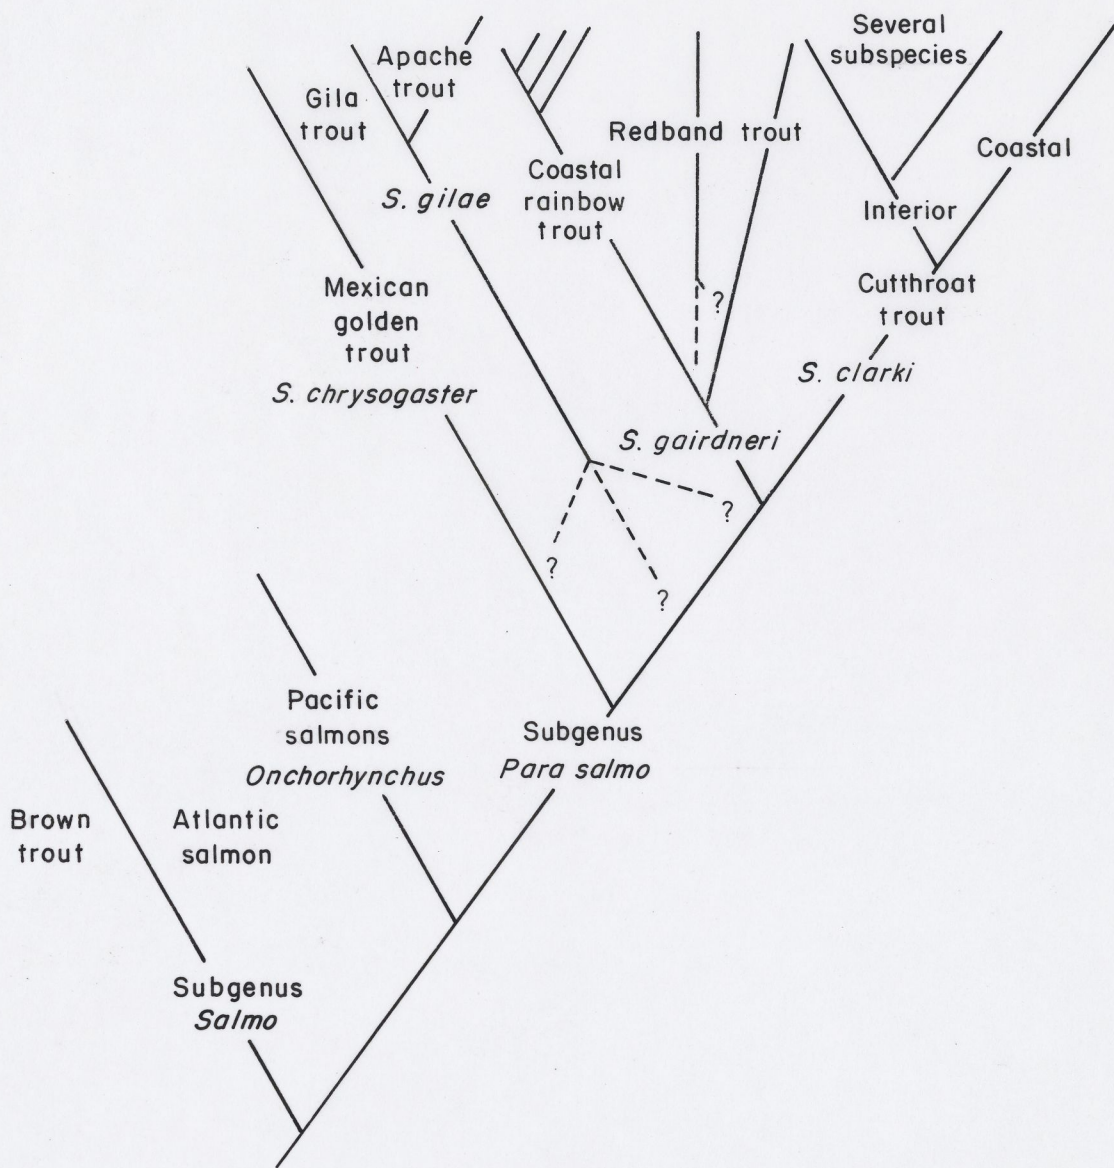 Several
subspecies
Apache
trout
Gila
trout
Redband trout
Coastal
Coastal
rainbow
trout
S. gilae
Interior
Mexican
golden
trout
Cutthroat
trout
?
S. chrysogaster
S. clarki
S. gairdneri
?
?
?
Pacific
salmons
Onchorhynchus
Subgenus
Para salmo
Brown
trout
Atlantic
salmon
Subgenus
Salmo